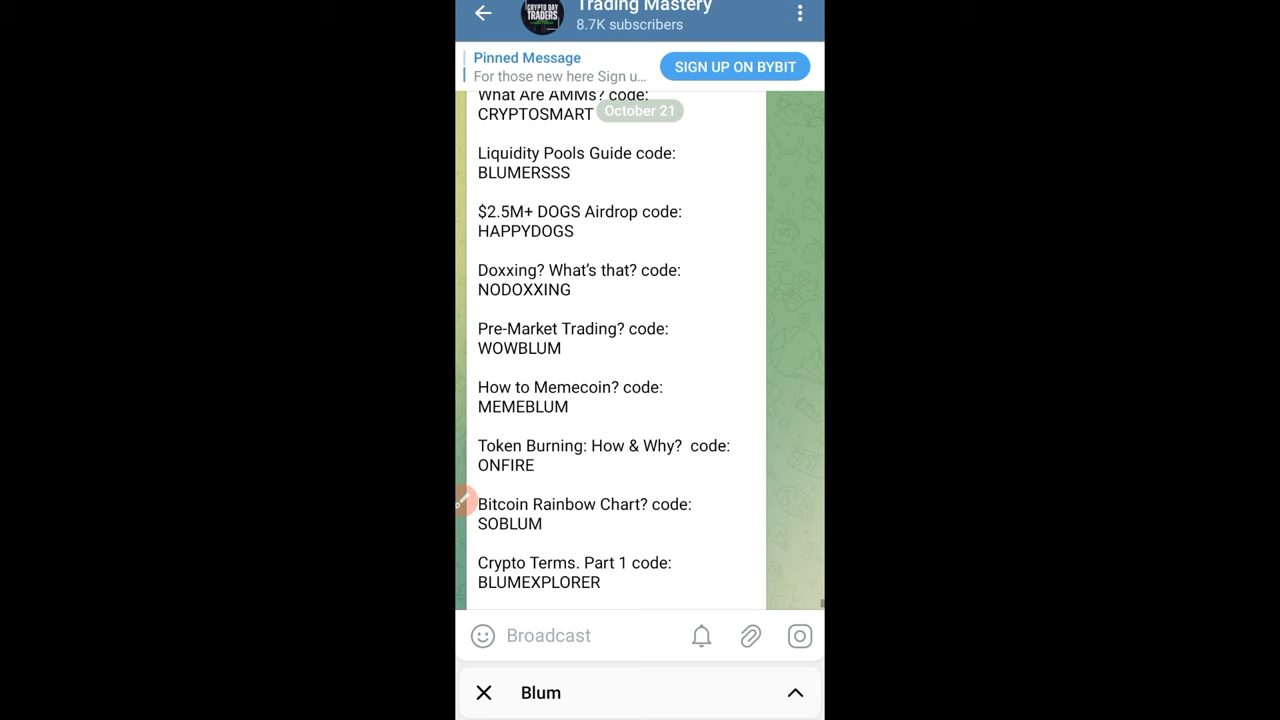 Trading Mastery
8.7K subscribers
CRYPTO DAY
TRADERS
Pinned Message
For those new here Sign u...
SIGN UP ON BYBIT
What Are AMMs? code:
CRYPTOSMART
October 21
Liquidity Pools Guide code:
BLUMERSSS
$2.5M+ DOGS Airdrop code:
HAPPYDOGS
Doxxing? What’s that? code:
NODOXXING
Pre-Market Trading? code:
WOWBLUM
How to Memecoin? code:
MEMEBLUM
Token Burning: How & Why?  code:
ONFIRE
Bitcoin Rainbow Chart? code:
SOBLUM
Crypto Terms. Part 1 code:
BLUMEXPLORER
Broadcast
Blum